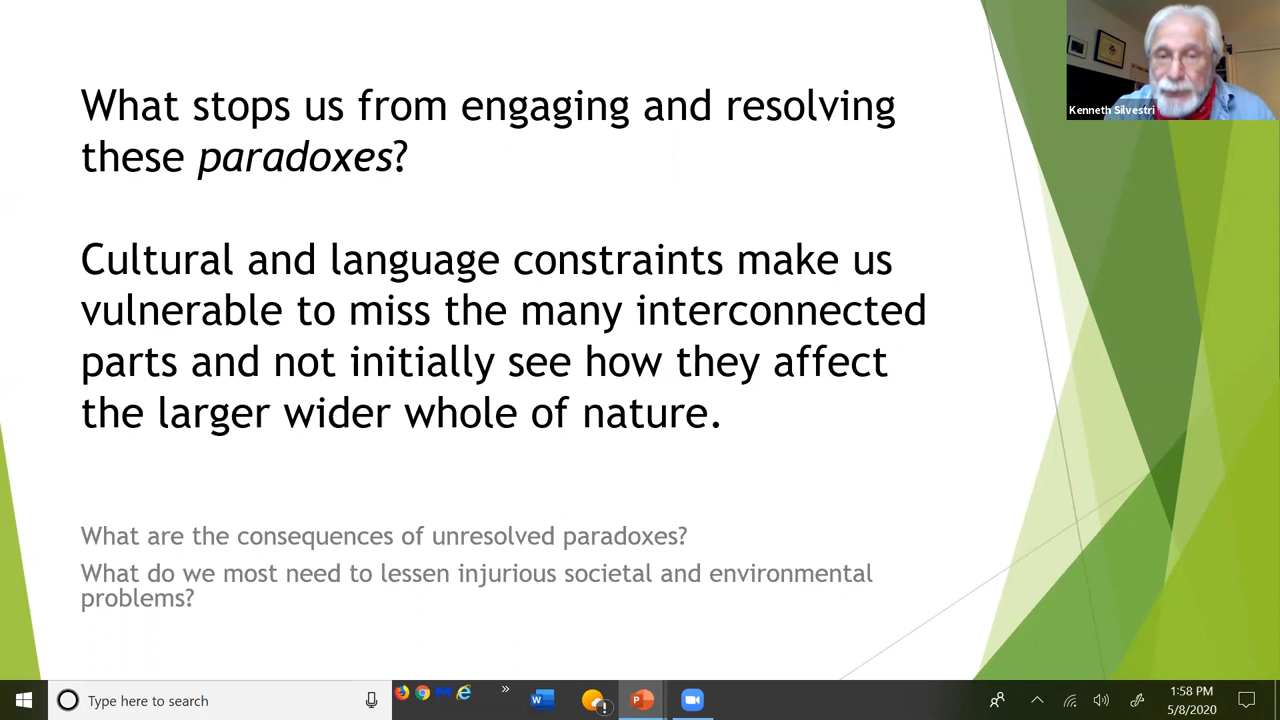 What stops us from engaging and resolving
these paradoxes?
Cultural and language constraints make us
vulnerable to miss the many interconnected
parts and not initially see how they affect
the larger wider whole of nature.
What are the consequences of unresolved paradoxes?
What do we most need to lessen injurious societal and environmental
problems?
Kenneth Silvestri
Type here to search
1:58 PM
5/8/2020